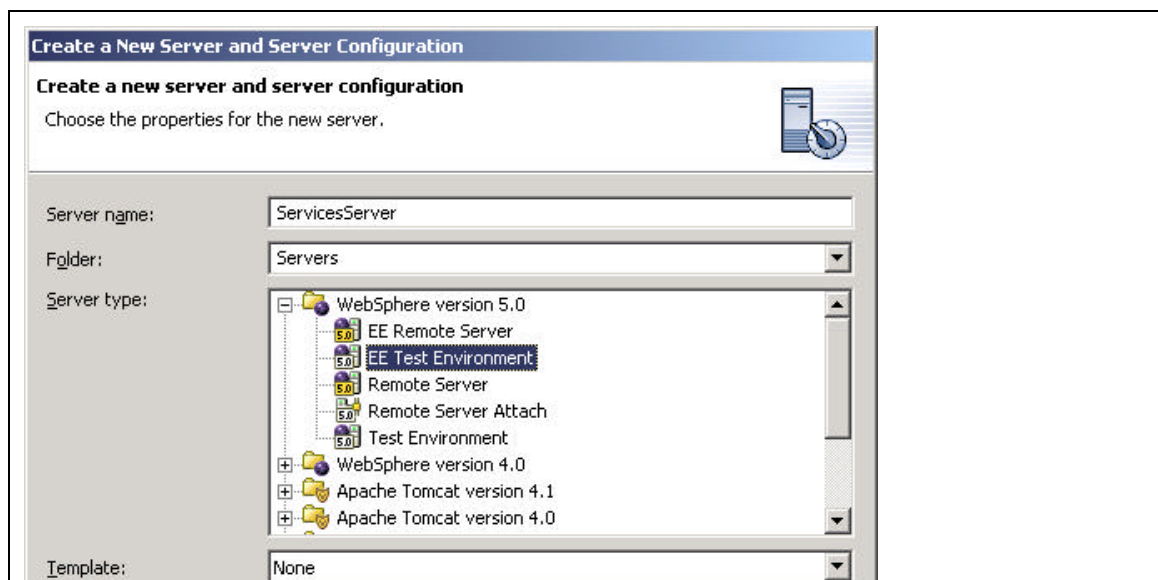 Create a New Server and Server Configuration
Create a new server and server configuration
Choose the properties for the new server.
Server name:
ServicesServer
Folder:
Servers
Server type:
WebSphere version 5.0
EE Remote Server
EE Test Environment
Remote Server
Remote Server Attach
Test Environment
WebSphere version 4.0
Apache Tomcat version 4.1
Apache Tomcat version 4.0
Template:
None